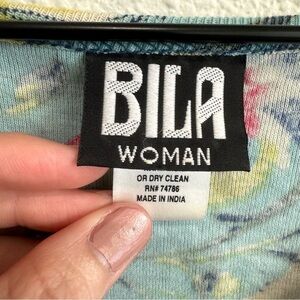 BILA
WOMAN
OR DRY CLEAN
RN# 74786
MADE IN INDIA